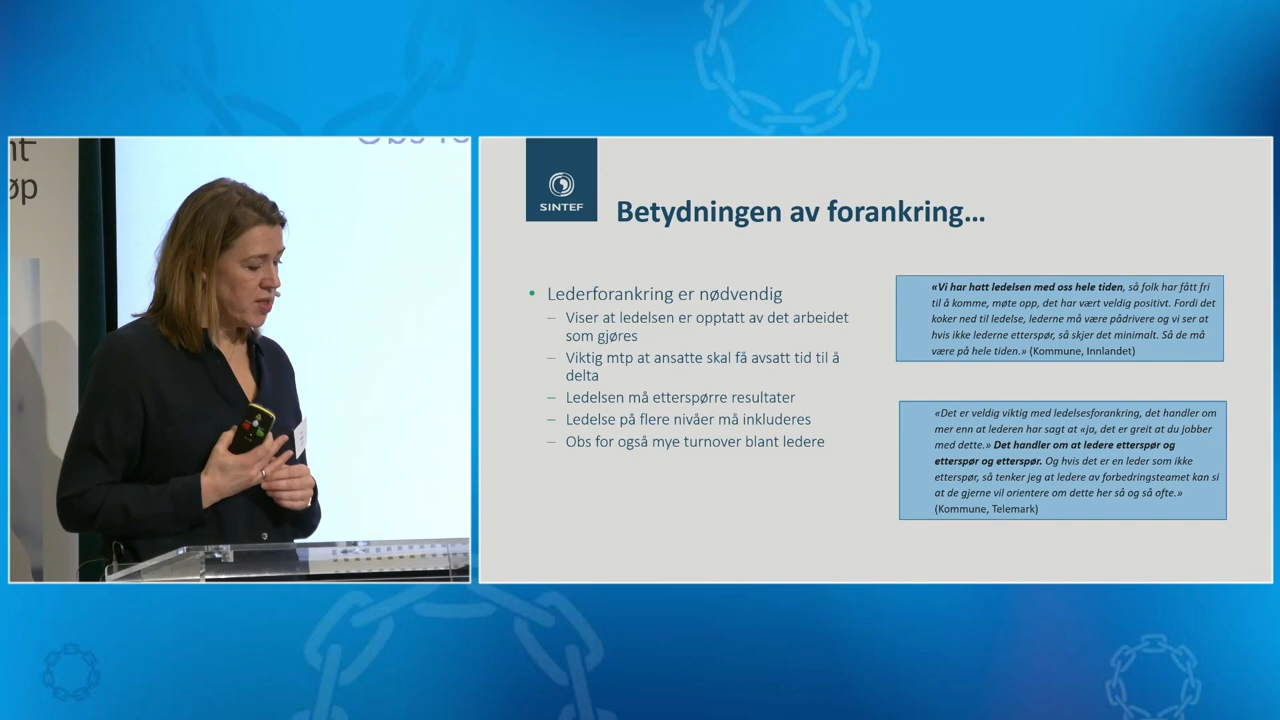 øp
SINTEF
Betydningen av forankring...
• Lederforankring er nødvendig
– Viser at ledelsen er opptatt av det arbeidet
som gjøres
– Viktig mtp at ansatte skal få avsatt tid til å
delta
– Ledelsen må etterspørre resultater
– Ledelse på flere nivåer må inkluderes
– Obs for også mye turnover blant ledere
«Vi har hatt ledelsen med oss hele tiden, så folk har fått fri
til å komme, møte opp, det har vært veldig positivt. Fordi det
koker ned til ledelse, lederne må være pådrivere og vi ser at
hvis ikke lederne etterspør, så skjer det minimalt. Så de må
være på hele tiden.» (Kommune, Innlandet)
«Det er veldig viktig med ledelsesforankring, det handler om
mer enn at lederen har sagt at «ja, det er greit at du jobber
med dette.» Det handler om at ledere etterspør og
etterspør og etterspør. Og hvis det er en leder som ikke
etterspør, så tenker jeg at ledere av forbedringsteamet kan si
at de gjerne vil orientere om dette her så og så ofte.»
(Kommune, Telemark)